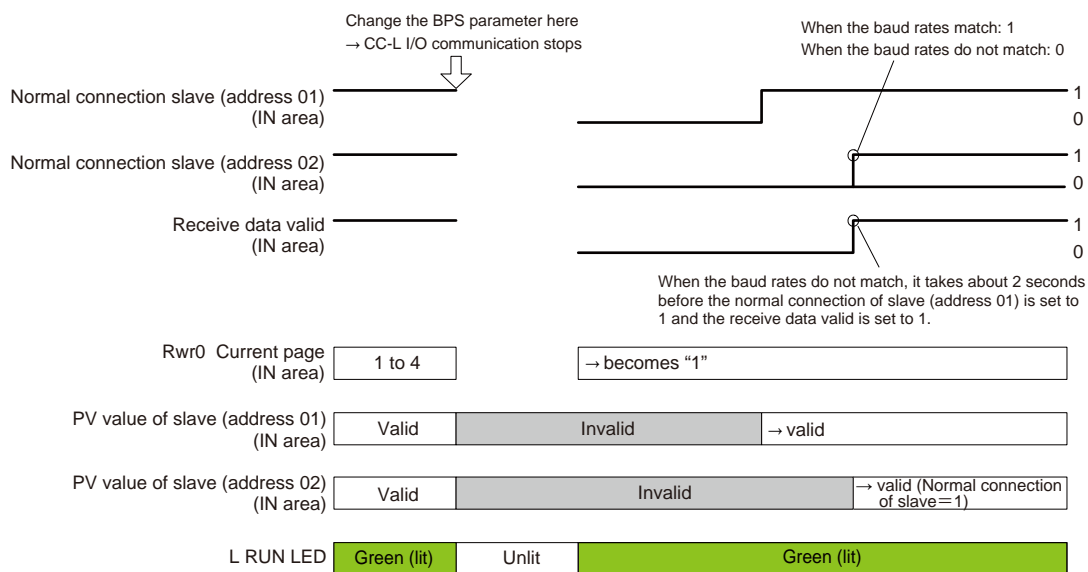 Change the BPS parameter here
→ CC-L I/O communication stops
When the baud rates match: 1
When the baud rates do not match: 0
Normal connection slave (address 01)
(IN area)
1
0
Normal connection slave (address 02)
(IN area)
1
0
Receive data valid
(IN area)
1
0
When the baud rates do not match, it takes about 2 seconds
before the normal connection of slave (address 01) is set to
1 and the receive data valid is set to 1.
Rwr0 Current page
(IN area)
1 to 4
→ becomes “1”
PV value of slave (address 01)
(IN area)
Valid
Invalid
→ valid
PV value of slave (address 02)
(IN area)
Valid
Invalid
→ valid (Normal connection
of slave=1)
L RUN LED
Green (lit)
Unlit
Green (lit)